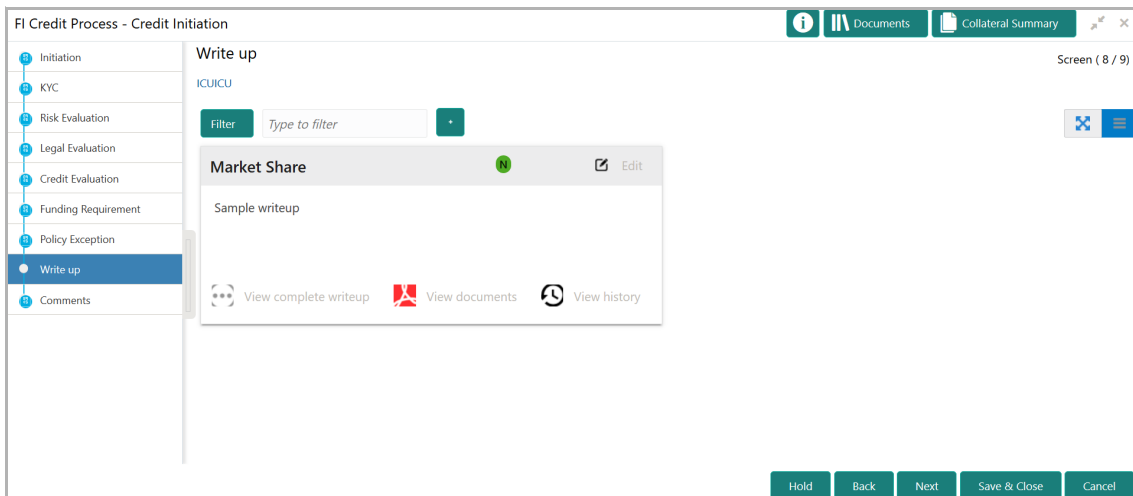 FI Credit Process - Credit Initiation
i Documents Collateral Summary
Initiation
KYC
Risk Evaluation
Legal Evaluation
Credit Evaluation
Funding Requirement
Policy Exception
Write up
Comments
Write up
Screen ( 8 / 9)
ICUICU
Filter Type to filter +
Market Share N Edit
Sample writeup
View complete writeup View documents View history
Hold Back Next Save & Close Cancel